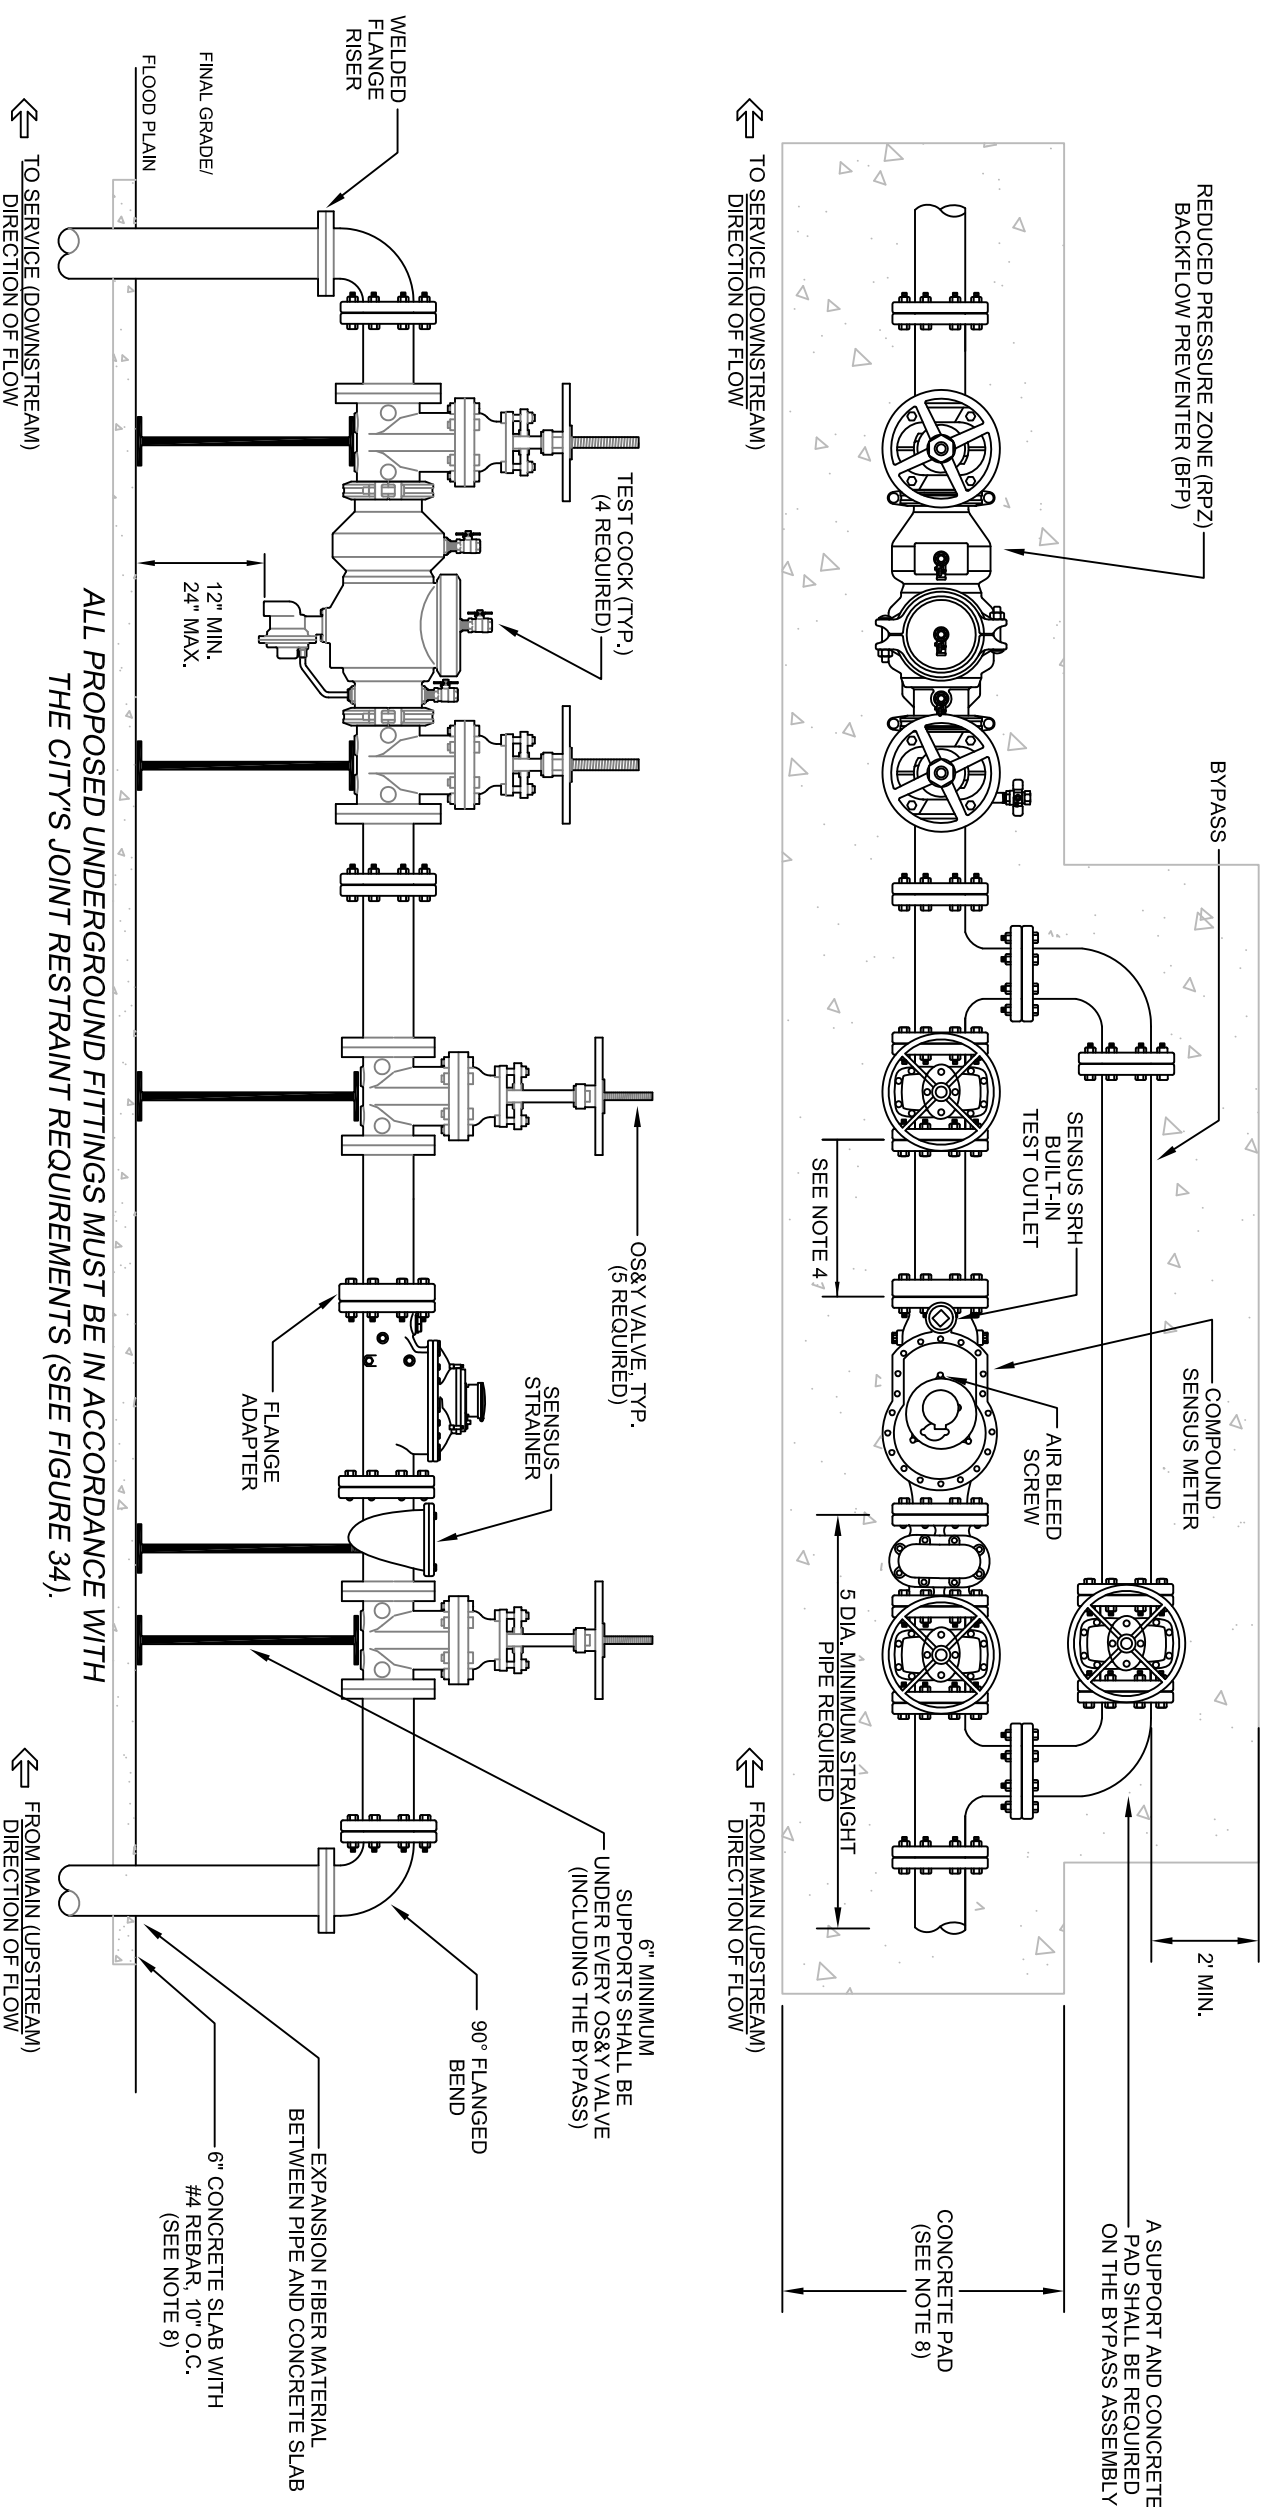 REDUCED PRESSURE ZONE (RPZ)
BACKFLOW PREVENTER (BFP)
BYPASS
SENSUS SRH
BUILT-IN
TEST OUTLET
SEE NOTE 4
COMPOUND
SENSUS METER
AIR BLEED
SCREW
5 DIA. MINIMUM STRAIGHT
PIPE REQUIRED
2' MIN.
A SUPPORT AND CONCRETE
PAD SHALL BE REQUIRED
ON THE BYPASS ASSEMBLY
CONCRETE PAD
(SEE NOTE 8)
TO SERVICE (DOWNSTREAM)
DIRECTION OF FLOW
FROM MAIN (UPSTREAM)
DIRECTION OF FLOW
WELDED
FLANGE
RISER
TEST COCK (TYP.)
(4 REQUIRED)
OS&Y VALVE, TYP.
(5 REQUIRED)
SENSUS
STRAINER
FLANGE
ADAPTER
6" MINIMUM
SUPPORTS SHALL BE
UNDER EVERY OS&Y VALVE
(INCLUDING THE BYPASS)
90° FLANGED
BEND
EXPANSION FIBER MATERIAL
BETWEEN PIPE AND CONCRETE SLAB
6" CONCRETE SLAB WITH
#4 REBAR, 10" O.C.
(SEE NOTE 8)
FINAL GRADE/
FLOOD PLAIN
12" MIN.
24" MAX.
ALL PROPOSED UNDERGROUND FITTINGS MUST BE IN ACCORDANCE WITH
THE CITY'S JOINT RESTRAINT REQUIREMENTS (SEE FIGURE 34).
TO SERVICE (DOWNSTREAM)
DIRECTION OF FLOW
FROM MAIN (UPSTREAM)
DIRECTION OF FLOW